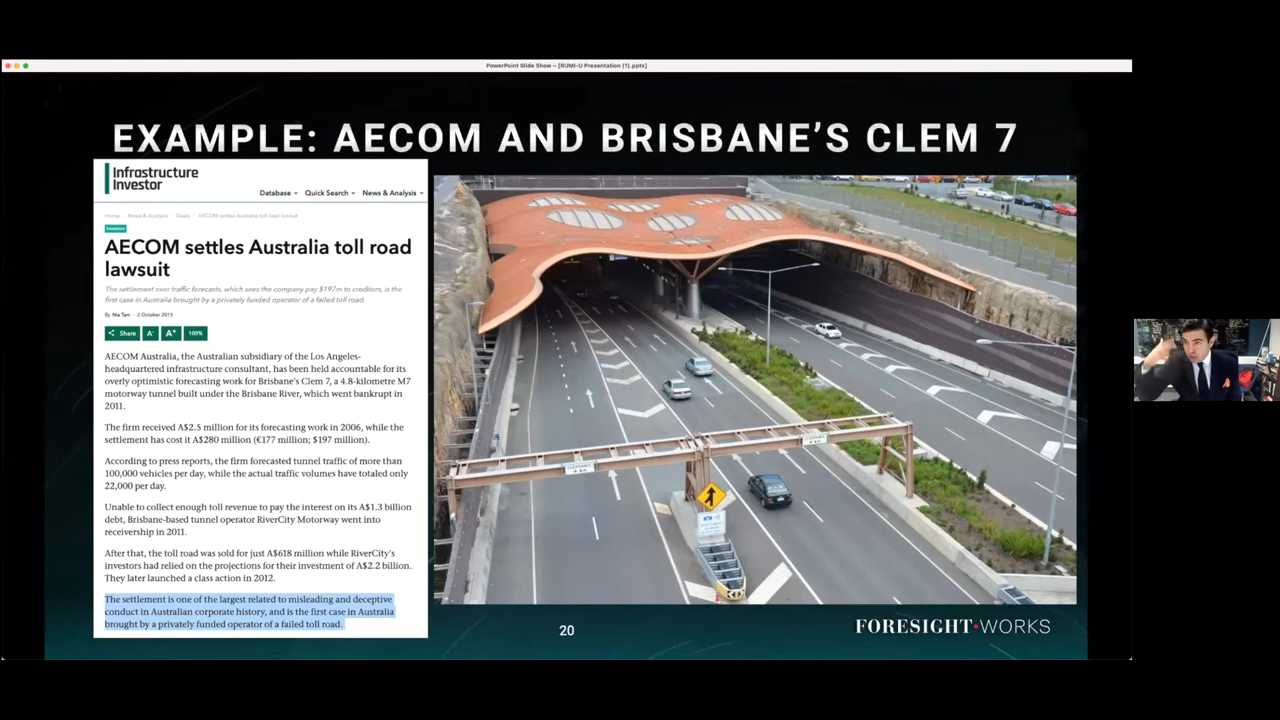 PowerPoint Slide Show – [RUMI-U Presentation (1).pptx]
EXAMPLE: AECOM AND BRISBANE'S CLEM 7
Infrastructure
Investor
Database Quick Search News & Analysis
Home News & Analysis Deals AECOM settles Australia toll road lawsuit
Investors
AECOM settles Australia toll road
lawsuit
The settlement over traffic forecasts, which sees the company pay $197m to creditors, is the
first case in Australia brought by a privately funded operator of a failed toll road.
By Nia Tam - 2 October 2015
Share A- A+ 100%
AECOM Australia, the Australian subsidiary of the Los Angeles-
headquartered infrastructure consultant, has been held accountable for its
overly optimistic forecasting work for Brisbane's Clem 7, a 4.8-kilometre M7
motorway tunnel built under the Brisbane River, which went bankrupt in
2011.
The firm received A$2.5 million for its forecasting work in 2006, while the
settlement has cost it A$280 million (€177 million; $197 million).
According to press reports, the firm forecasted tunnel traffic of more than
100,000 vehicles per day, while the actual traffic volumes have totaled only
22,000 per day.
Unable to collect enough toll revenue to pay the interest on its A$1.3 billion
debt, Brisbane-based tunnel operator RiverCity Motorway went into
receivership in 2011.
After that, the toll road was sold for just A$618 million while RiverCity's
investors had relied on the projections for their investment of A$2.2 billion.
They later launched a class action in 2012.
The settlement is one of the largest related to misleading and deceptive
conduct in Australian corporate history, and is the first case in Australia
brought by a privately funded operator of a failed toll road.
CLEARANCE
CLEARANCE
20
FORESIGHT•WORKS